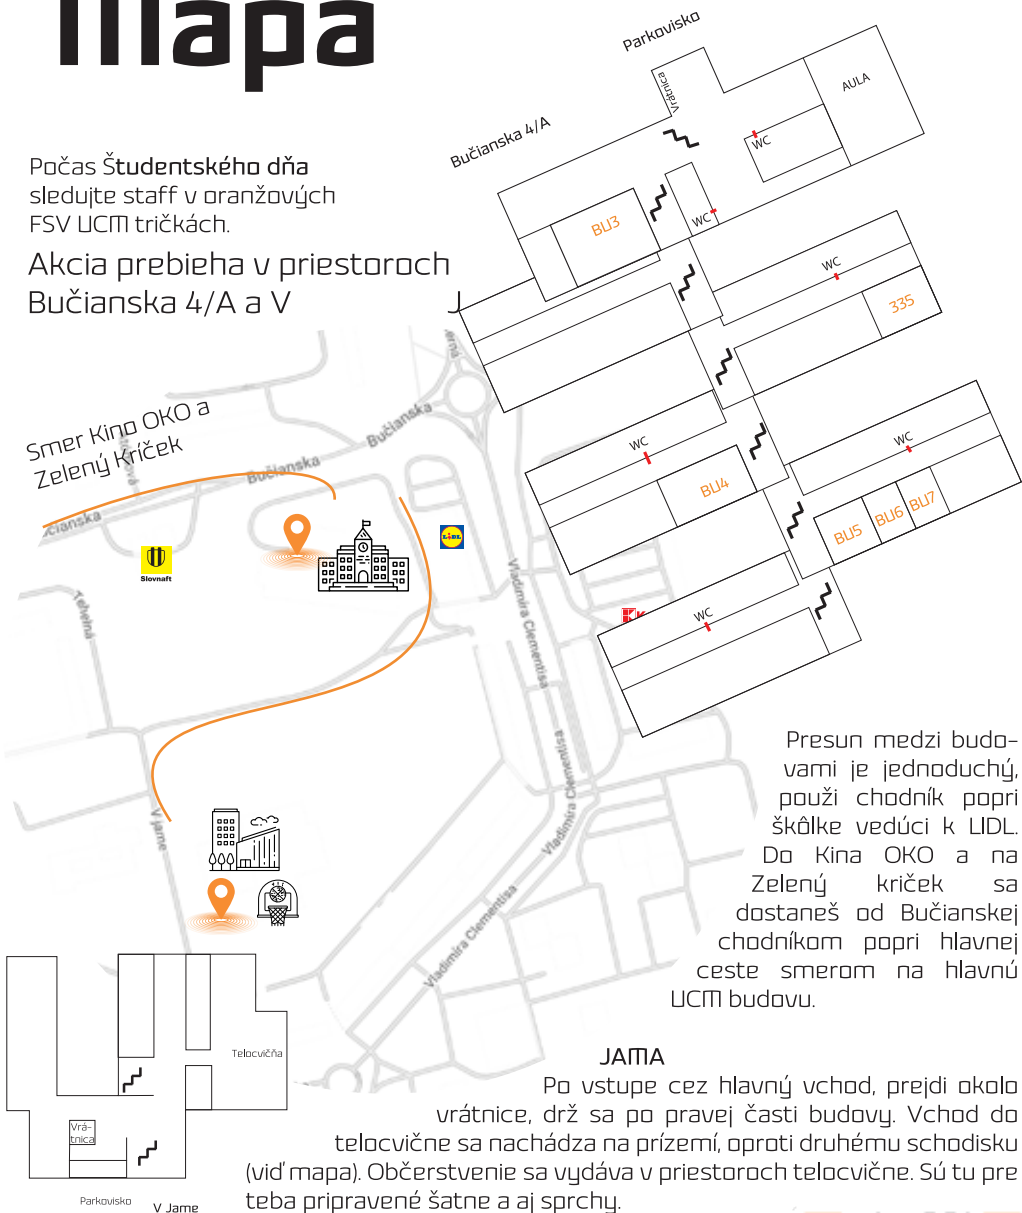 mapa
Parkovisko
Vrátnica
AULA
WC
Bučianska 4/A
Počas Študentského dňa
sledujte staff v oranžových
FSV UCM tričkách.
Akcia prebieha v priestoroch
Bučianska 4/A a V J
BU3
WC
WC
335
Smer Kino OKO a
Zelený Kríček
Bučianska
Bučianska
WC
BU4
WC
BU5
BU6
BU7
LIDL
Slovnaft
Tehelná
Vladimíra Clementisa
K
WC
Vladimíra Clementisa
V jame
Vladimíra Clementisa
Presun medzi budo-
vami je jednoduchý,
použi chodník popri
škôlke vedúci k LIDL.
Do Kina OKO a na
Zelený kriček sa
dostaneš od Bučianskej
chodníkom popri hlavnej
ceste smerom na hlavnú
UCM budovu.
Telocvičňa
Vrá-
tnica
Parkovisko
V Jame
JAMA
Po vstupe cez hlavný vchod, prejdi okolo
vrátnice, drž sa po pravej časti budovy. Vchod do
telocvične sa nachádza na prízemí, oproti druhému schodisku
(viď mapa). Občerstvenie sa vydáva v priestoroch telocvične. Sú tu pre
teba pripravené šatne a aj sprchy.